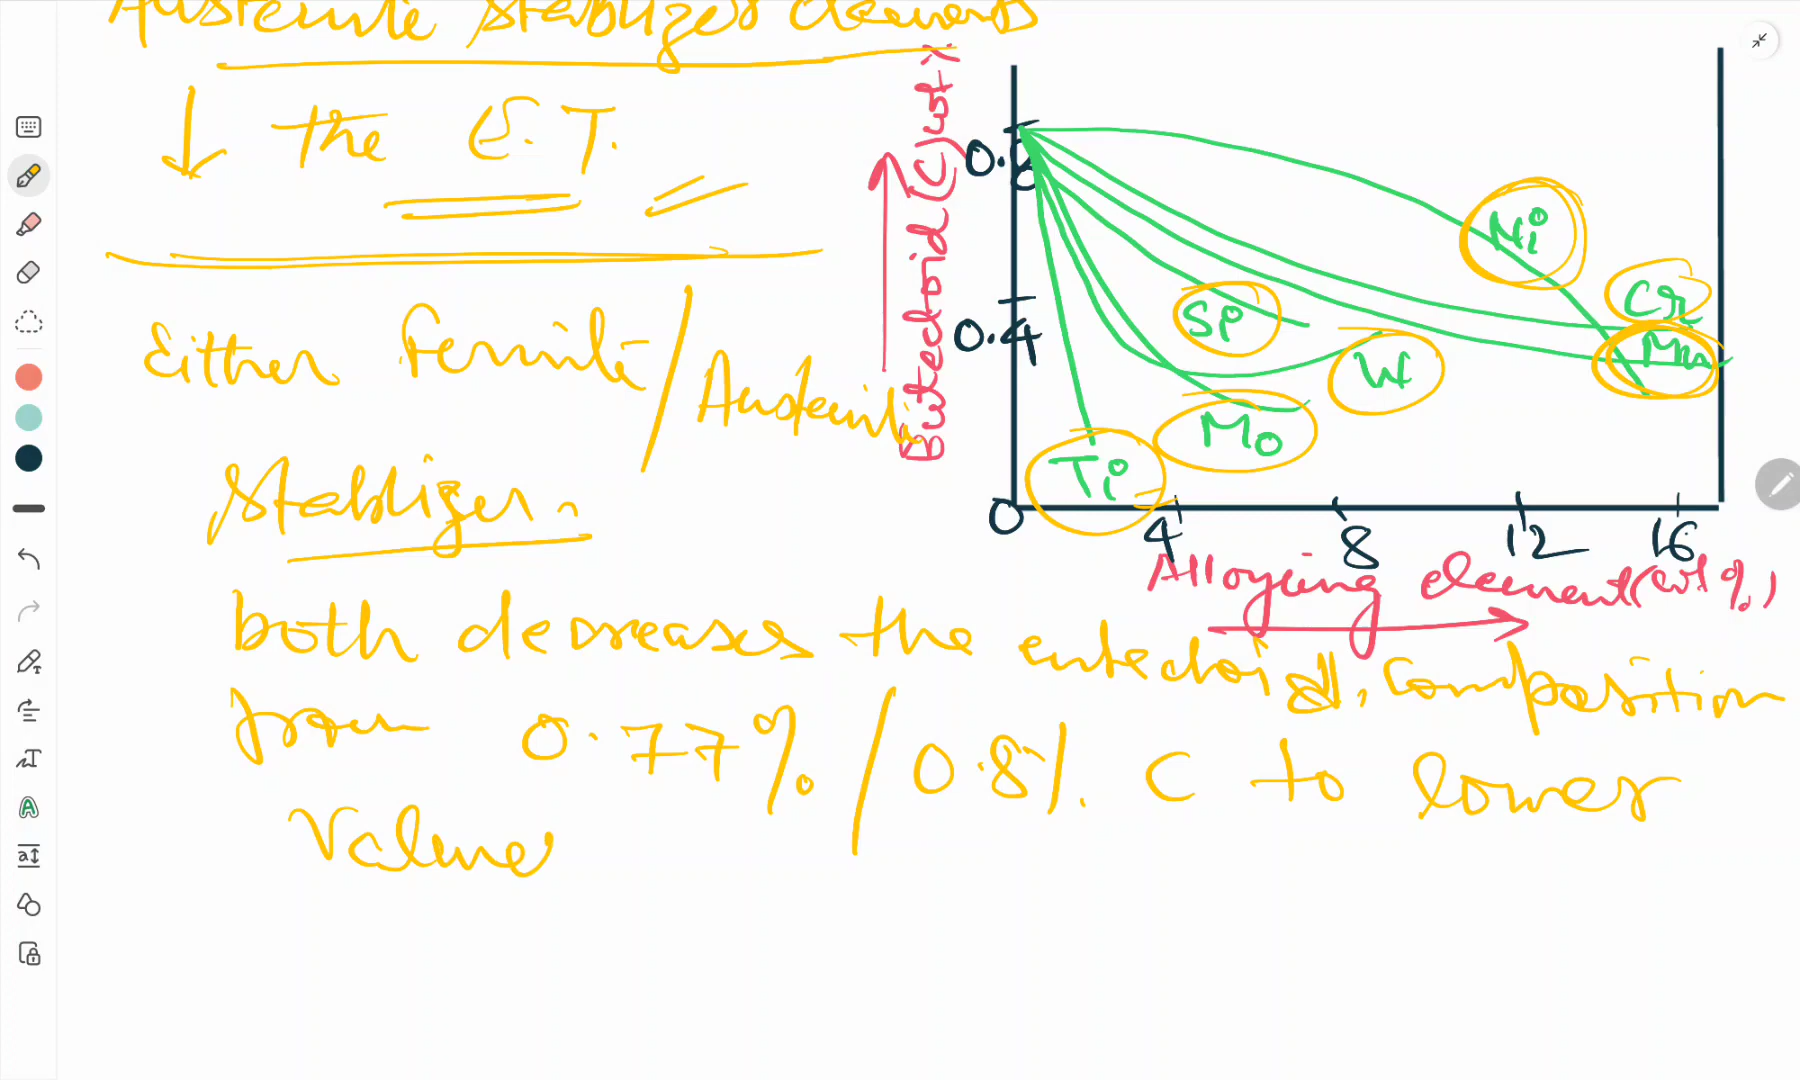 Austenite stablizer elements
↓ the E.T.
Either Ferrite / Austenite
stablizer.
both decreases the eutectoid. composition
from 0.77% / 0.8%. C to lower
Value
Eutectoid (C) wt %
0.8
0.4
0
4
8
12
16
Alloying element (wt %)
Ni
Cr
Mn
Si
W
Mo
Ti